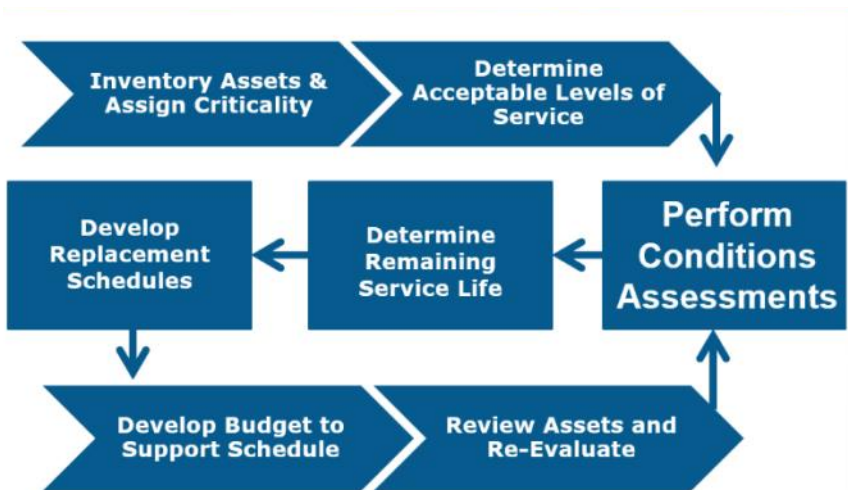 Inventory Assets &
Assign Criticality
Determine
Acceptable Levels of
Service
Perform
Conditions
Assessments
Determine
Remaining
Service Life
Develop
Replacement
Schedules
Develop Budget to
Support Schedule
Review Assets and
Re-Evaluate